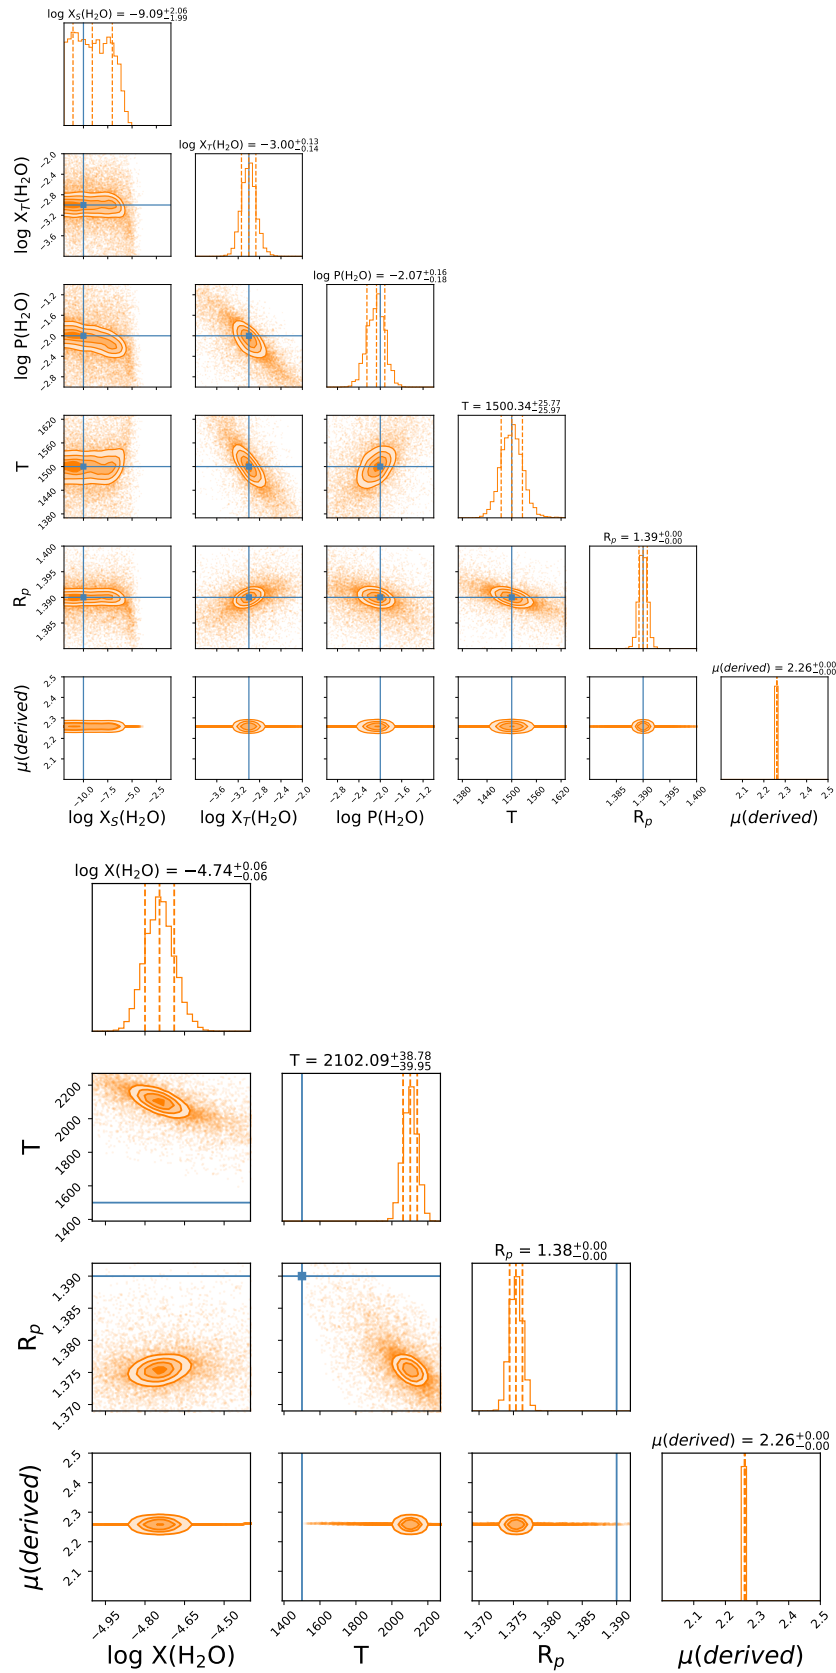 log X_S(H₂O) = −9.09 +2.06 −1.99
log X_T(H₂O) = −3.00 +0.13 −0.14
−2.0
−2.8
−3.2
−3.6
log X_T(H₂O)
log P(H₂O) = −2.07 +0.16 −0.18
−1.2
−1.6
−2.0
−2.4
−2.8
log P(H₂O)
T = 1500.34 +25.77 −25.97
1620
1560
1500
1440
1380
T
R_p = 1.39 +0.00 −0.00
1.400
1.395
1.390
1.385
R_p
μ(derived) = 2.26 +0.00 −0.00
2.5
2.4
2.3
2.2
2.1
μ(derived)
−10.0 −7.5 −5.0 −2.5
−3.2 −2.8 −2.4 −2.0
−2.8 −2.4 −2.0 −1.6 −1.2
1380 1440 1500 1560 1620
1.385 1.390 1.395 1.400
2.1 2.2 2.3 2.4 2.5
log X_S(H₂O) log X_T(H₂O) log P(H₂O) T R_p μ(derived)
log X(H₂O) = −4.74 +0.06 −0.06
T = 2102.09 +38.78 −39.95
2200
2000
1800
1600
1400
T
R_p = 1.38 +0.00 −0.00
1.390
1.385
1.380
1.375
1.370
R_p
μ(derived) = 2.26 +0.00 −0.00
2.5
2.4
2.3
2.2
2.1
μ(derived)
−4.95 −4.80 −4.65 −4.50
1400 1600 1800 2000 2200
1.370 1.375 1.380 1.385 1.390
2.1 2.2 2.3 2.4 2.5
log X(H₂O) T R_p μ(derived)